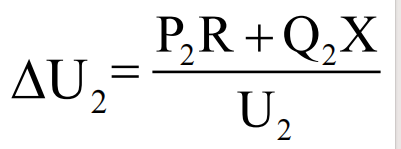 ΔU₂ = (P₂R + Q₂X) / U₂